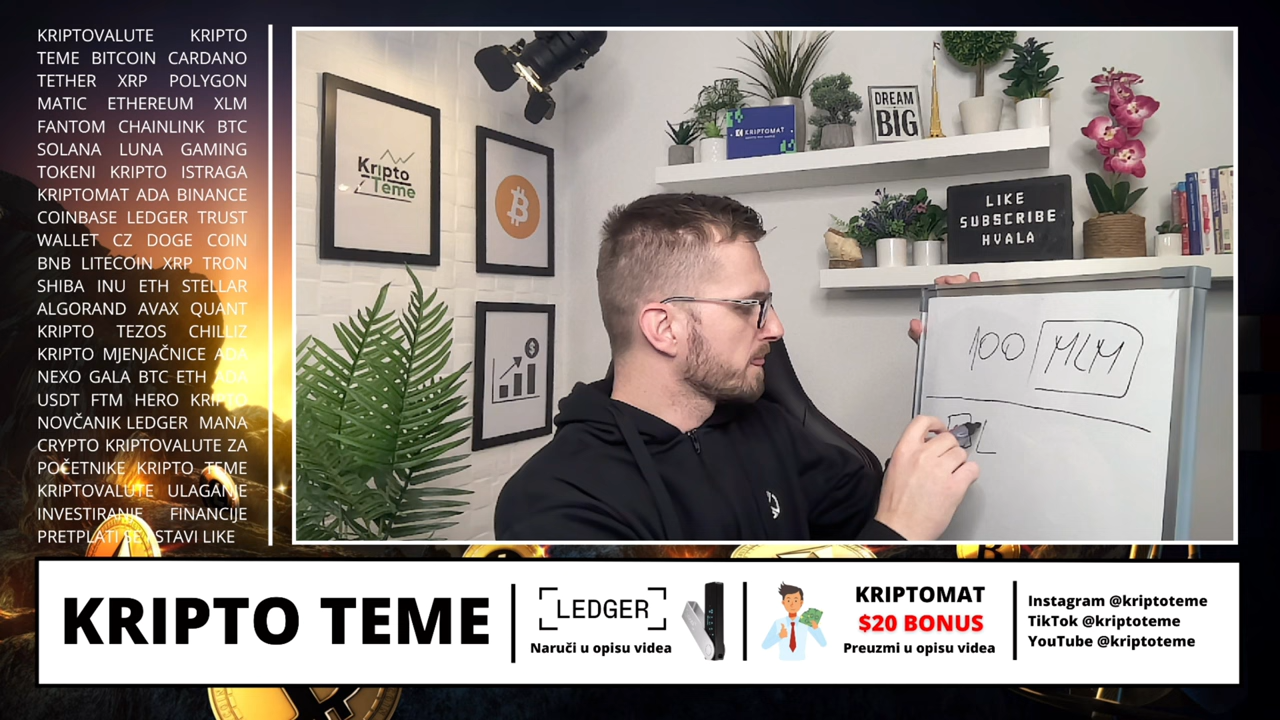 KRIPTOVALUTE KRIPTO
TEME BITCOIN CARDANO
TETHER XRP POLYGON
MATIC ETHEREUM XLM
FANTOM CHAINLINK BTC
SOLANA LUNA GAMING
TOKENI KRIPTO ISTRAGA
KRIPTOMAT ADA BINANCE
COINBASE LEDGER TRUST
WALLET CZ DOGE COIN
BNB LITECOIN XRP TRON
SHIBA INU ETH STELLAR
ALGORAND AVAX QUANT
KRIPTO TEZOS CHILLIZ
KRIPTO MJENJAČNICE ADA
NEXO GALA BTC ETH ADA
USDT FTM HERO KRIPTO
NOVČANIK LEDGER MANA
CRYPTO KRIPTOVALUTE ZA
POČETNIKE KRIPTO TEME
KRIPTOVALUTE ULAGANJE
INVESTIRANJE FINANCIJE
PRETPLATI SE I STAVI LIKE
Kripto
Teme
KRIPTOMAT
DREAM
BIG
LIKE
SUBSCRIBE
HVALA
100 MLM
KRIPTO TEME
LEDGER
Naruči u opisu videa
KRIPTOMAT
$20 BONUS
Preuzmi u opisu videa
Instagram @kriptoteme
TikTok @kriptoteme
YouTube @kriptoteme